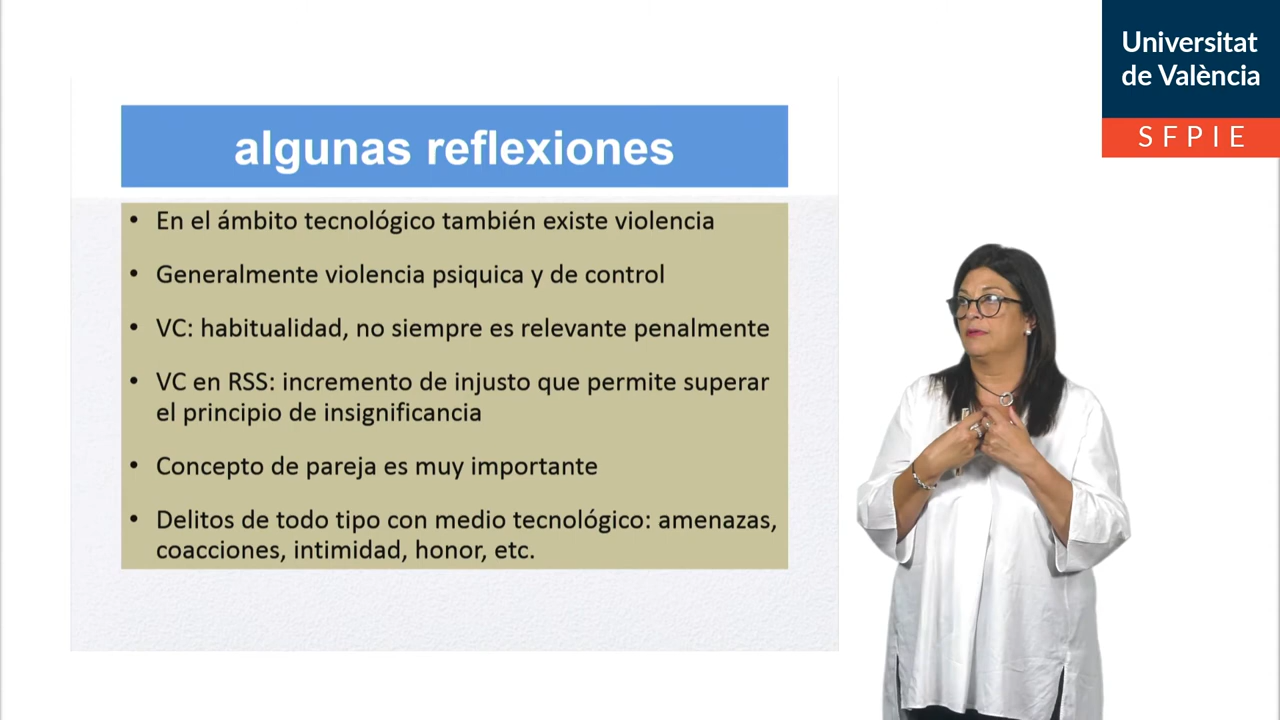 Universitat
de València
SFPIE
algunas reflexiones
• En el ámbito tecnológico también existe violencia
• Generalmente violencia psiquica y de control
• VC: habitualidad, no siempre es relevante penalmente
• VC en RSS: incremento de injusto que permite superar
el principio de insignificancia
• Concepto de pareja es muy importante
• Delitos de todo tipo con medio tecnológico: amenazas,
coacciones, intimidad, honor, etc.